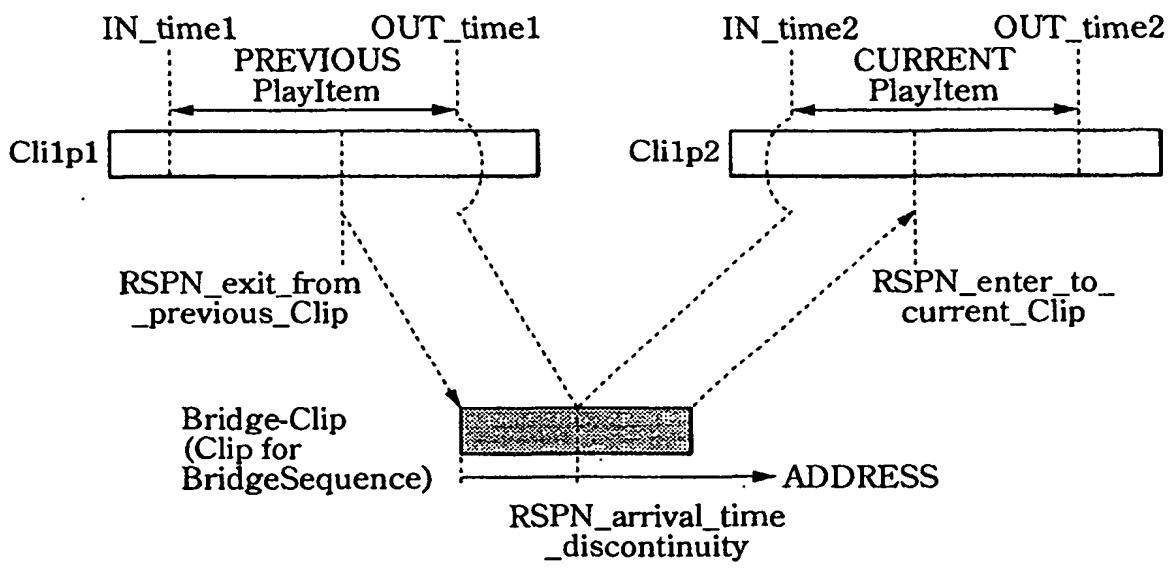 IN_time1
OUT_time1
IN_time2
OUT_time2
PREVIOUS
PlayItem
CURRENT
PlayItem
Cli1p1
Cli1p2
RSPN_exit_from
_previous_Clip
RSPN_enter_to_
current_Clip
Bridge-Clip
(Clip for
BridgeSequence)
ADDRESS
RSPN_arrival_time
_discontinuity